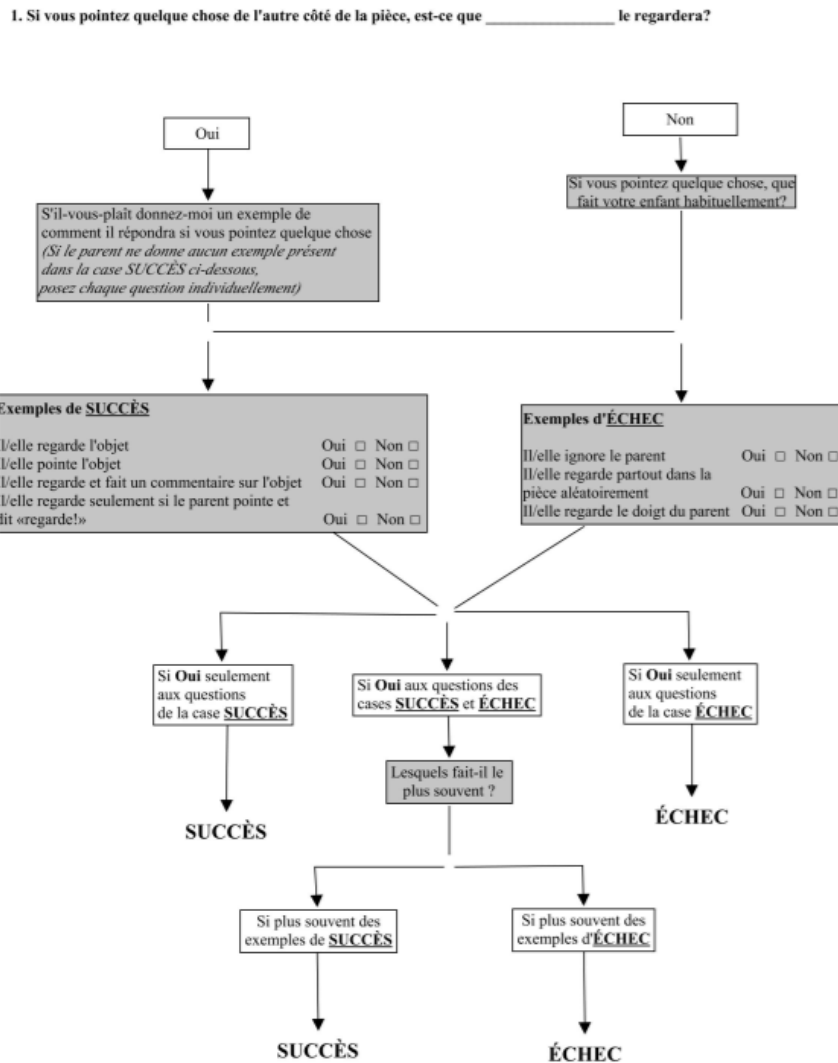 1. Si vous pointez quelque chose de l'autre côté de la pièce, est-ce que ________________ le regardera?
Oui
Non
S'il-vous-plaît donnez-moi un exemple de
comment il répondra si vous pointez quelque chose
(Si le parent ne donne aucun exemple présent
dans la case SUCCÈS ci-dessous,
posez chaque question individuellement)
Si vous pointez quelque chose, que
fait votre enfant habituellement?
Exemples de SUCCÈS
Il/elle regarde l'objet Oui □ Non □
Il/elle pointe l'objet Oui □ Non □
Il/elle regarde et fait un commentaire sur l'objet Oui □ Non □
Il/elle regarde seulement si le parent pointe et
dit «regarde!» Oui □ Non □
Exemples d'ÉCHEC
Il/elle ignore le parent Oui □ Non □
Il/elle regarde partout dans la
pièce aléatoirement Oui □ Non □
Il/elle regarde le doigt du parent Oui □ Non □
Si Oui seulement
aux questions
de la case SUCCÈS
Si Oui aux questions des
cases SUCCÈS et ÉCHEC
Si Oui seulement
aux questions
de la case ÉCHEC
Lesquels fait-il le
plus souvent ?
SUCCÈS
ÉCHEC
Si plus souvent des
exemples de SUCCÈS
Si plus souvent des
exemples d'ÉCHEC
SUCCÈS
ÉCHEC